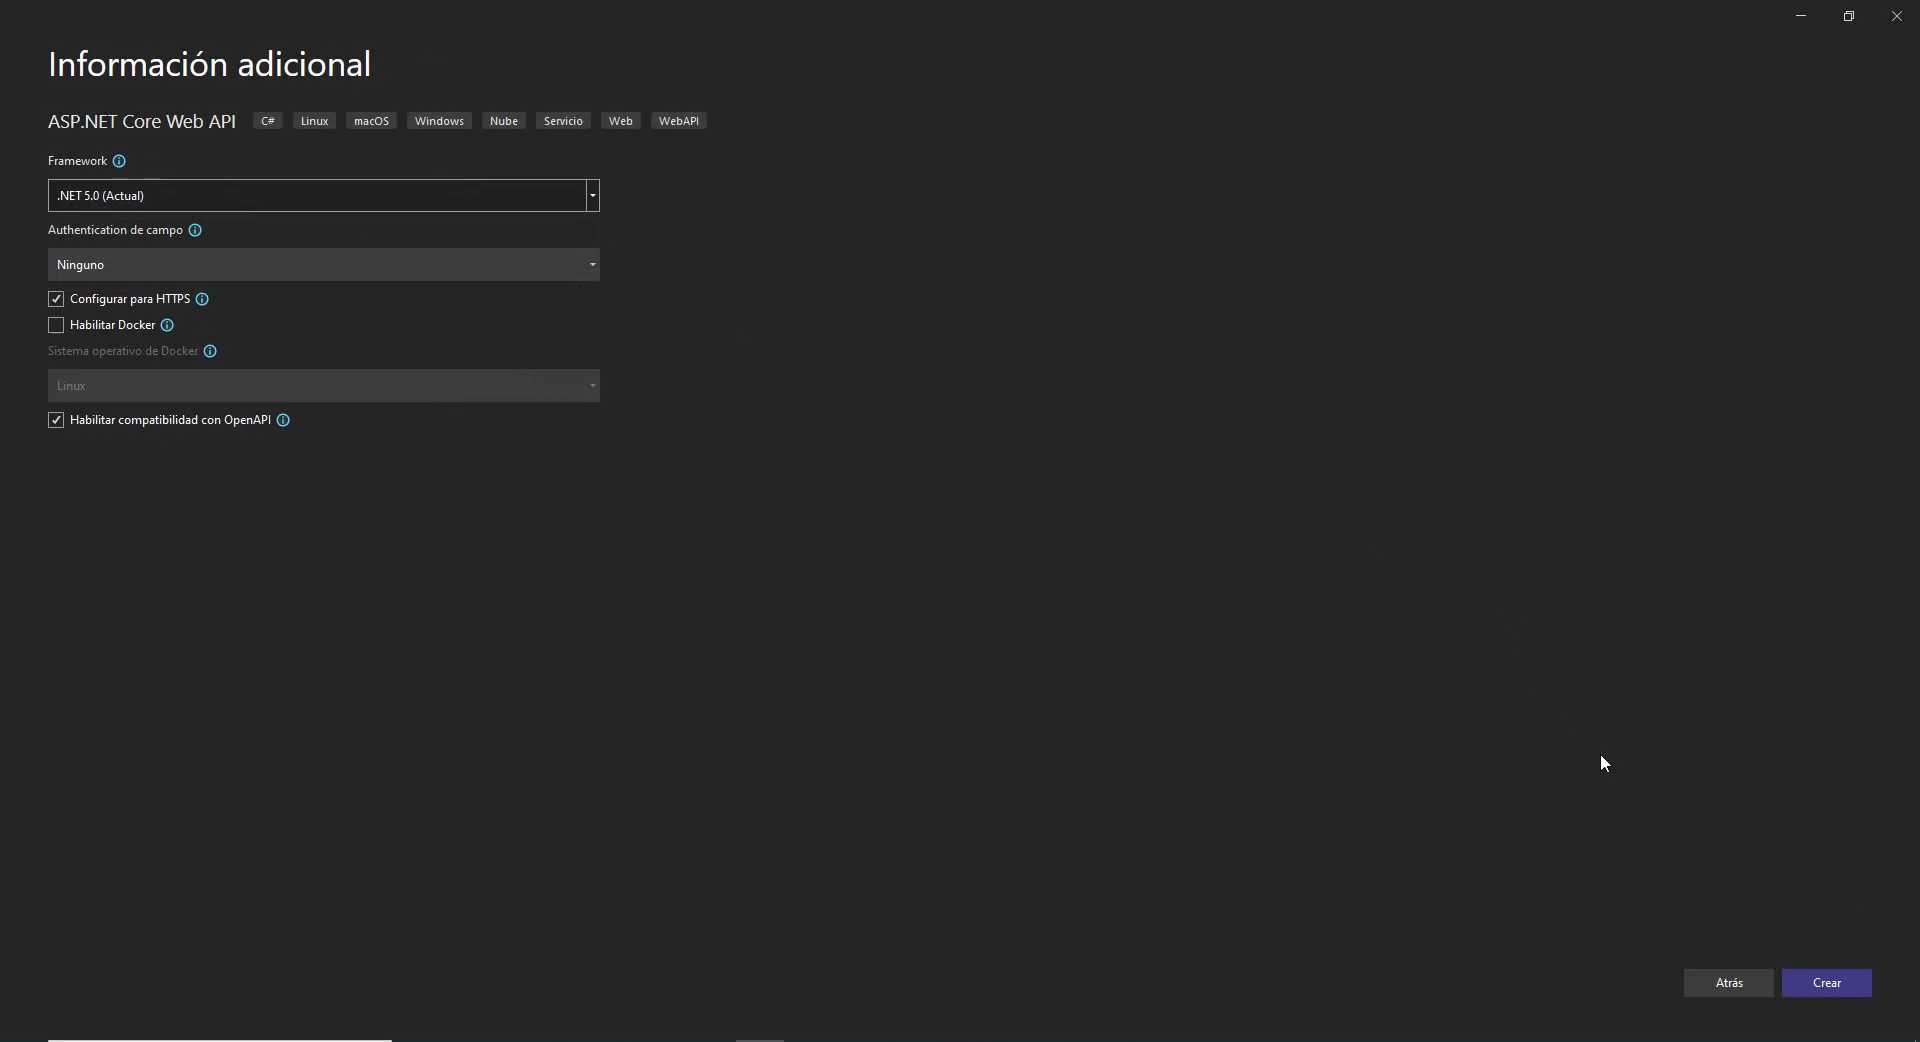 Información adicional
ASP.NET Core Web API C# Linux macOS Windows Nube Servicio Web WebAPI
Framework
.NET 5.0 (Actual)
Authentication de campo
Ninguno
Configurar para HTTPS
Habilitar Docker
Sistema operativo de Docker
Linux
Habilitar compatibilidad con OpenAPI
Atrás Crear